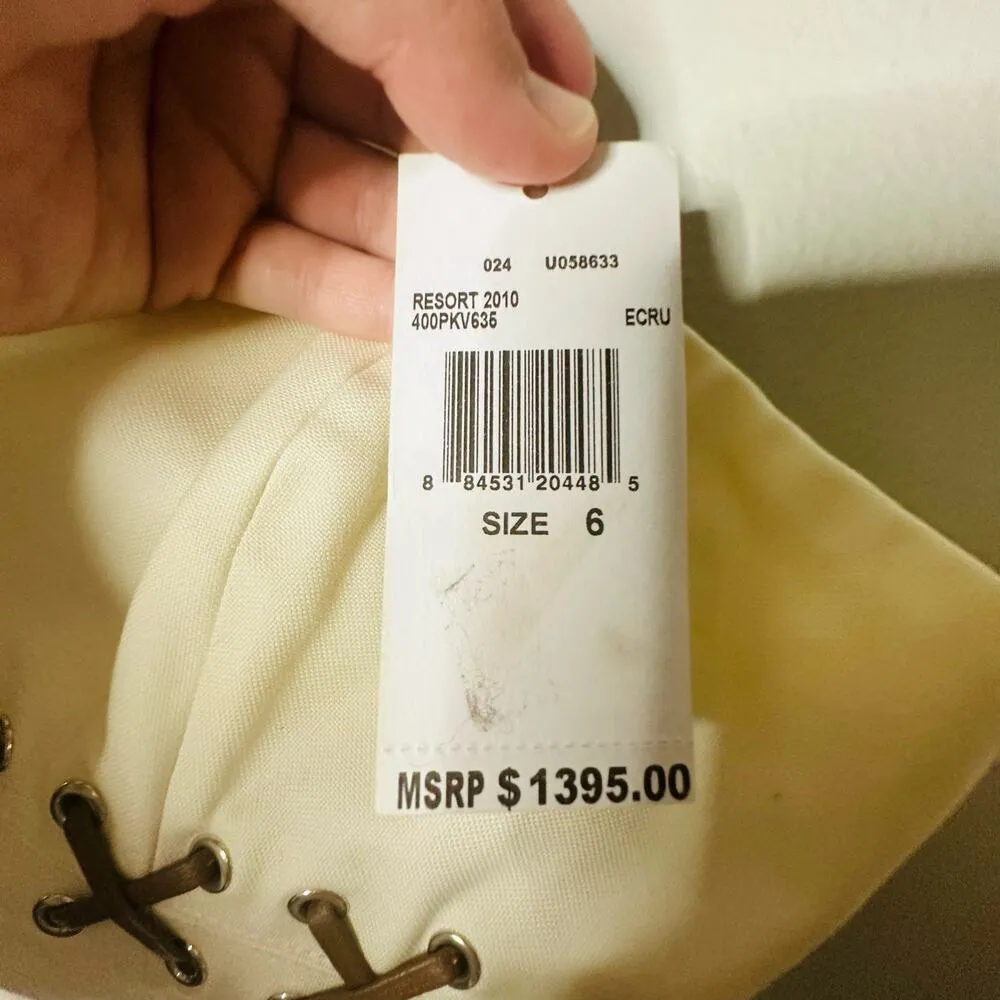 024 U058633
RESORT 2010
400PKV635 ECRU
8 84531 20448 5
SIZE 6
MSRP $1395.00